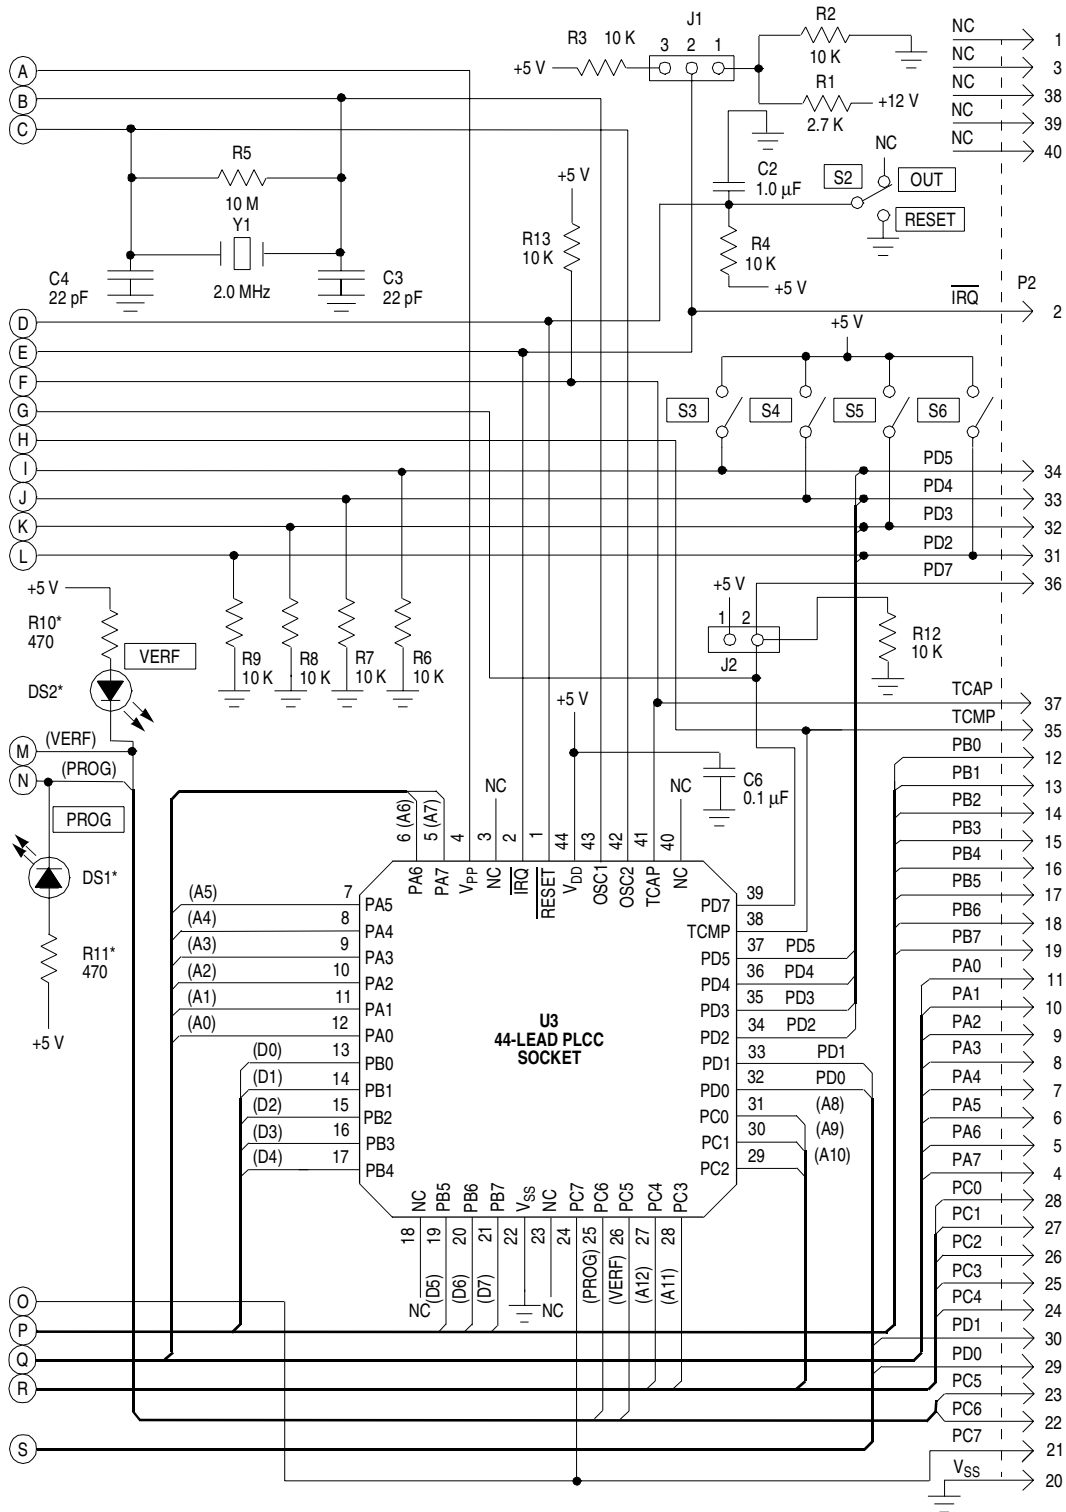 J1
R2
R3 10 K
3 2 1
10 K
+5 V
R1
+12 V
2.7 K
NC
1
NC
3
NC
38
NC
39
NC
40
A
B
C
R5
10 M
Y1
2.0 MHz
C4
22 pF
C3
22 pF
+5 V
R13
10 K
C2
1.0 µF
NC
S2
OUT
RESET
R4
10 K
+5 V
P2
IRQ
2
D
E
F
G
H
I
J
K
L
+5 V
S3
S4
S5
S6
PD5
34
PD4
33
PD3
32
PD2
31
PD7
36
+5 V
R10*
470
VERF
DS2*
R9
10 K
R8
10 K
R7
10 K
R6
10 K
+5 V
1 2
J2
R12
10 K
+5 V
TCAP
37
TCMP
35
M
(VERF)
N
(PROG)
PROG
DS1*
R11*
470
+5 V
C6
0.1 µF
PB0
12
PB1
13
PB2
14
PB3
15
PB4
16
PB5
17
PB6
18
PB7
19
PA0
11
PA1
10
PA2
9
PA3
8
PA4
7
PA5
6
PA6
5
PA7
4
PC0
28
PC1
27
PC2
26
PC3
25
PC4
24
PD1
30
PD0
29
PC5
23
PC6
22
PC7
21
VSS
20
NC
NC
6 (A6)
5 (A7)
4
3
2
1
44
43
42
41
40
PA6
PA7
VPP
NC
IRQ
RESET
VDD
OSC1
OSC2
TCAP
NC
(A5) 7 PA5
(A4) 8 PA4
(A3) 9 PA3
(A2) 10 PA2
(A1) 11 PA1
(A0) 12 PA0
(D0) 13 PB0
(D1) 14 PB1
(D2) 15 PB2
(D3) 16 PB3
(D4) 17 PB4
U3
44-LEAD PLCC
SOCKET
PD7 39
TCMP 38
PD5 37 PD5
PD4 36 PD4
PD3 35 PD3
PD2 34 PD2
PD1 33 PD1
PD0 32 PD0
PC0 31 (A8)
PC1 30 (A9)
PC2 29 (A10)
NC
PB5
PB6
PB7
VSS
NC
PC7
PC6
PC5
PC4
PC3
18
19
20
21
22
23
24
25
26
27
28
NC
(D5)
(D6)
(D7)
NC
(PROG)
(VERF)
(A12)
(A11)
O
P
Q
R
S